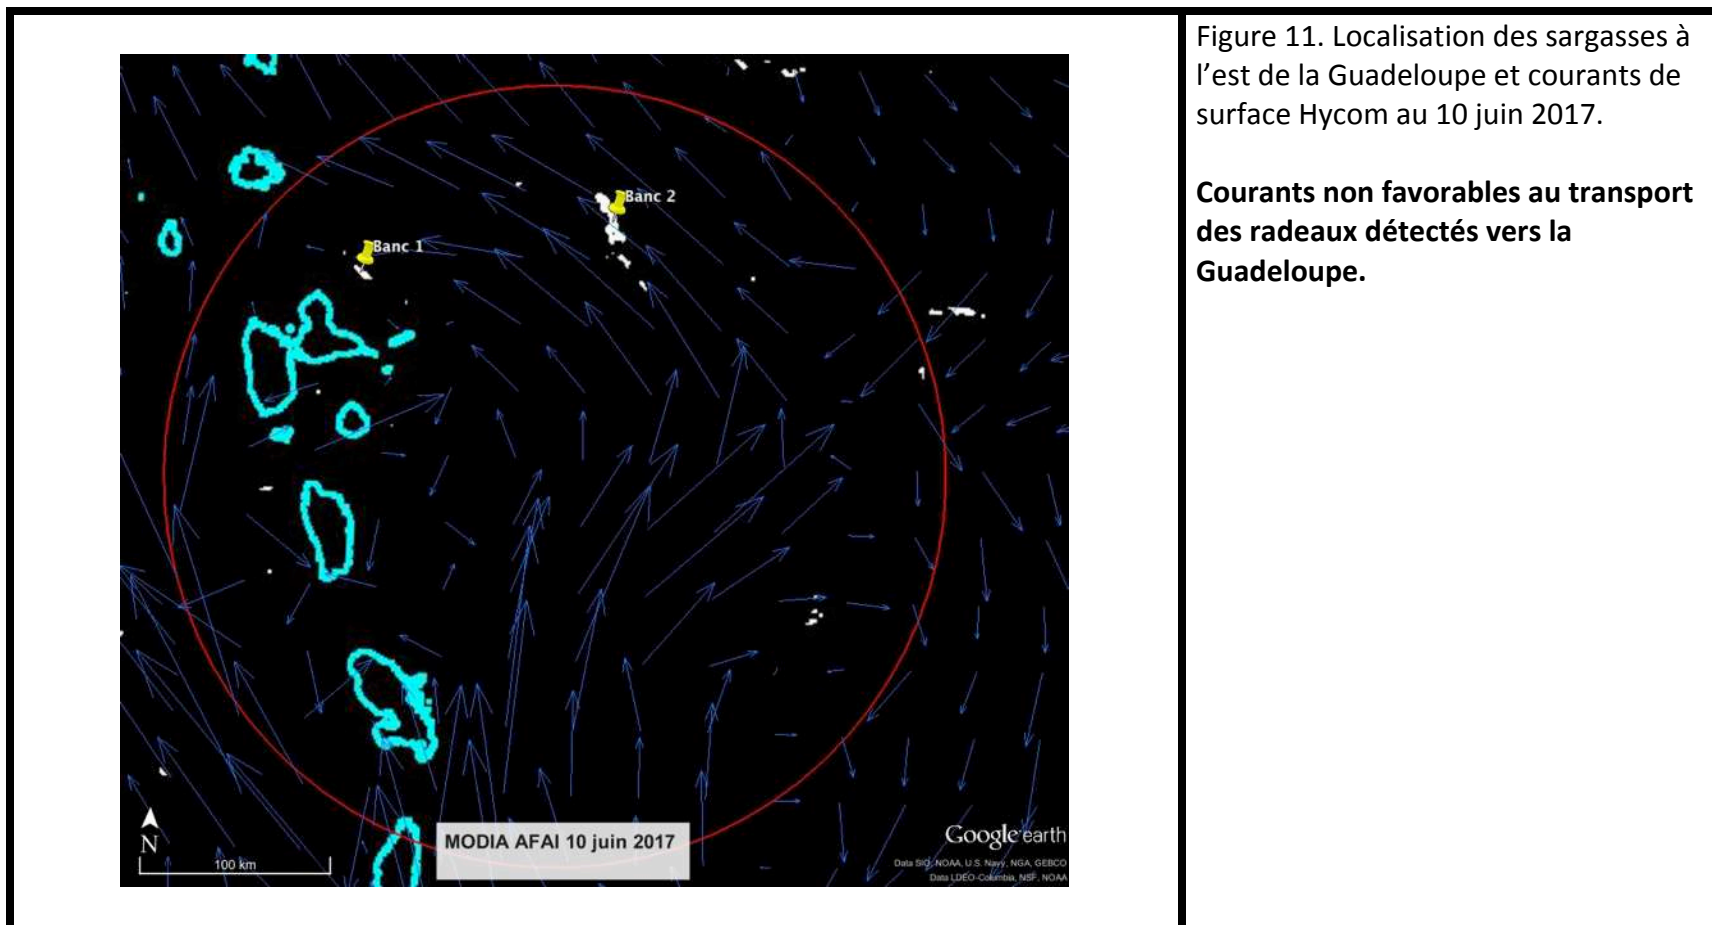 Banc 2
Banc 1
N
100 km
MODIA AFAI 10 juin 2017
Google earth
Data SIO, NOAA, U.S. Navy, NGA, GEBCO
Data LDEO-Columbia, NSF, NOAA
Figure 11. Localisation des sargasses à
l’est de la Guadeloupe et courants de
surface Hycom au 10 juin 2017.
Courants non favorables au transport
des radeaux détectés vers la
Guadeloupe.